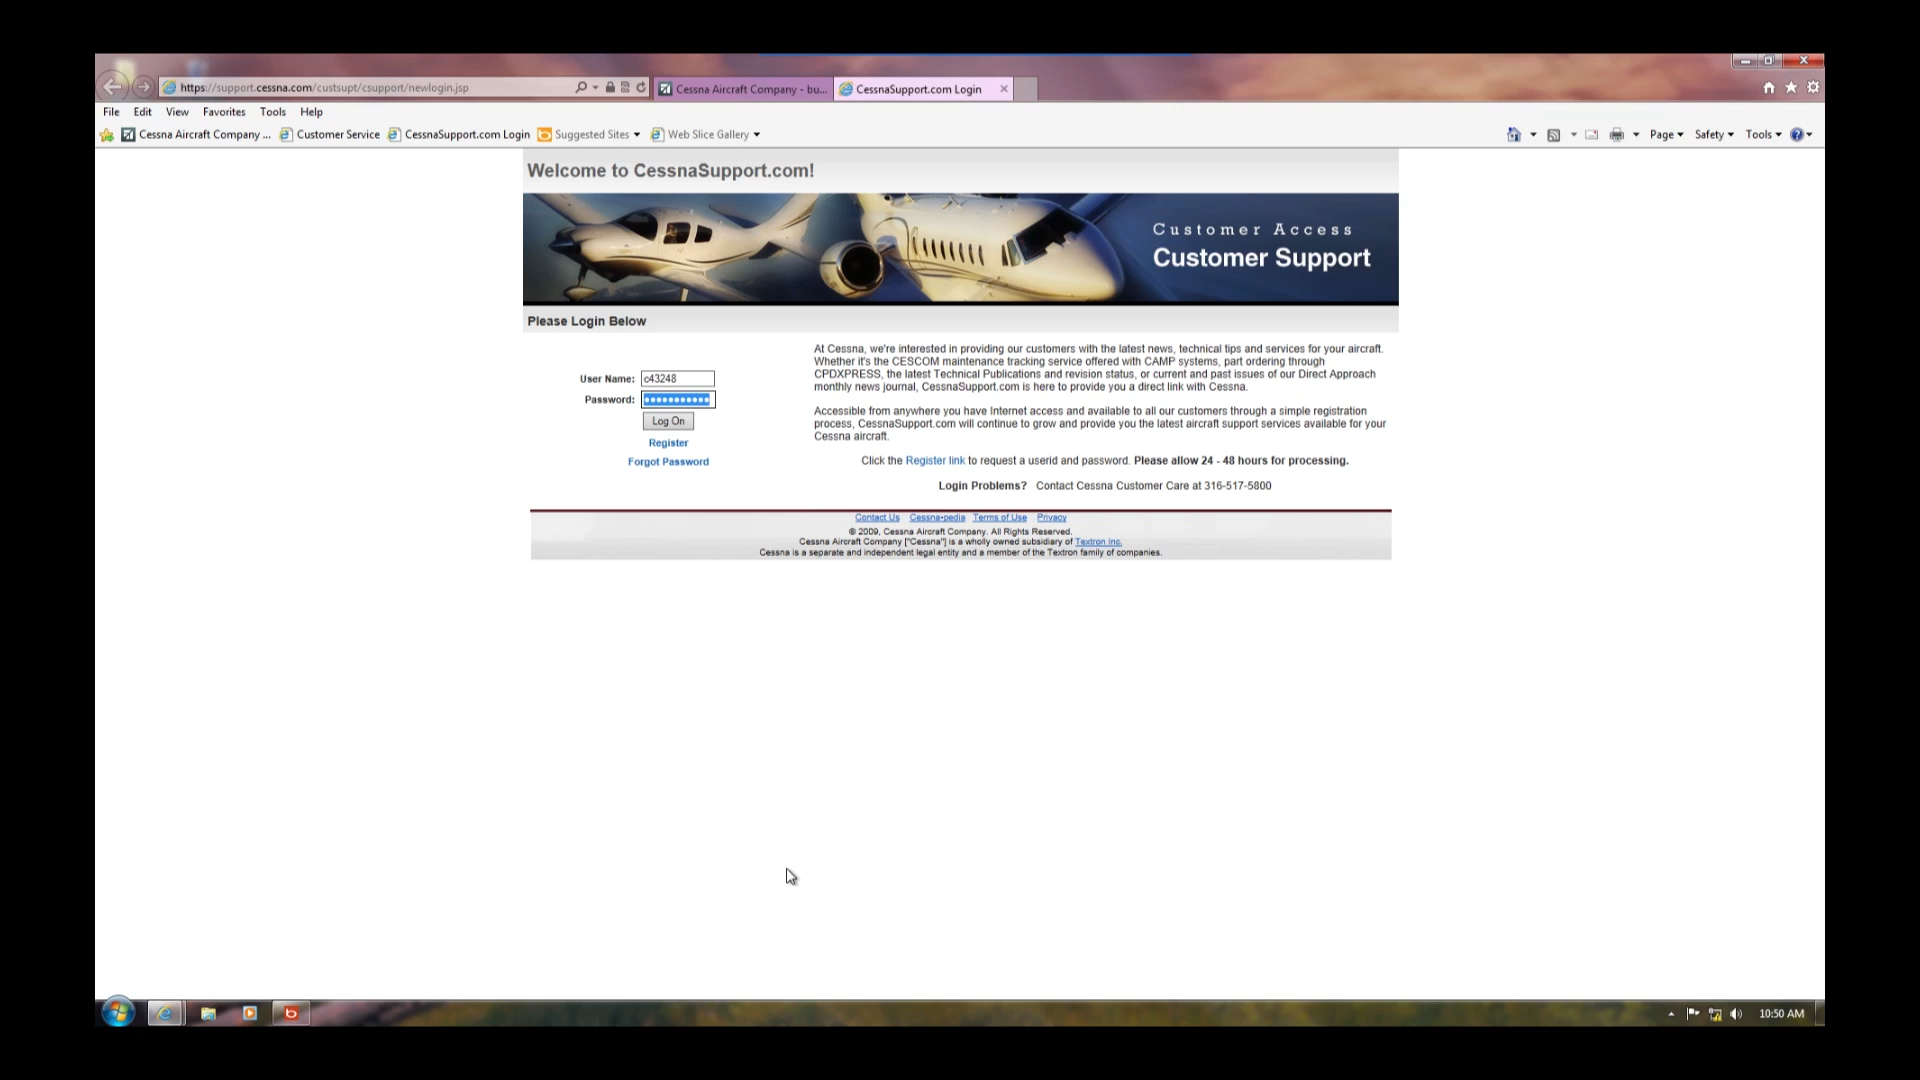 https://support.cessna.com/custsupt/csupport/newlogin.jsp
Cessna Aircraft Company - bu...
CessnaSupport.com Login
File Edit View Favorites Tools Help
Cessna Aircraft Company ... Customer Service CessnaSupport.com Login Suggested Sites Web Slice Gallery
Page Safety Tools
Welcome to CessnaSupport.com!
Customer Access
Customer Support
Please Login Below
User Name: c43248
Password:
Log On
Register
Forgot Password
At Cessna, we're interested in providing our customers with the latest news, technical tips and services for your aircraft.
Whether it's the CESCOM maintenance tracking service offered with CAMP systems, part ordering through
CPDXPRESS, the latest Technical Publications and revision status, or current and past issues of our Direct Approach
monthly news journal, CessnaSupport.com is here to provide you a direct link with Cessna.
Accessible from anywhere you have Internet access and available to all our customers through a simple registration
process, CessnaSupport.com will continue to grow and provide you the latest aircraft support services available for your
Cessna aircraft.
Click the Register link to request a userid and password. Please allow 24 - 48 hours for processing.
Login Problems? Contact Cessna Customer Care at 316-517-5800
Contact Us Cessna-pedia Terms of Use Privacy
© 2009, Cessna Aircraft Company. All Rights Reserved.
Cessna Aircraft Company ["Cessna"] is a wholly owned subsidiary of Textron Inc.
Cessna is a separate and independent legal entity and a member of the Textron family of companies.
10:50 AM